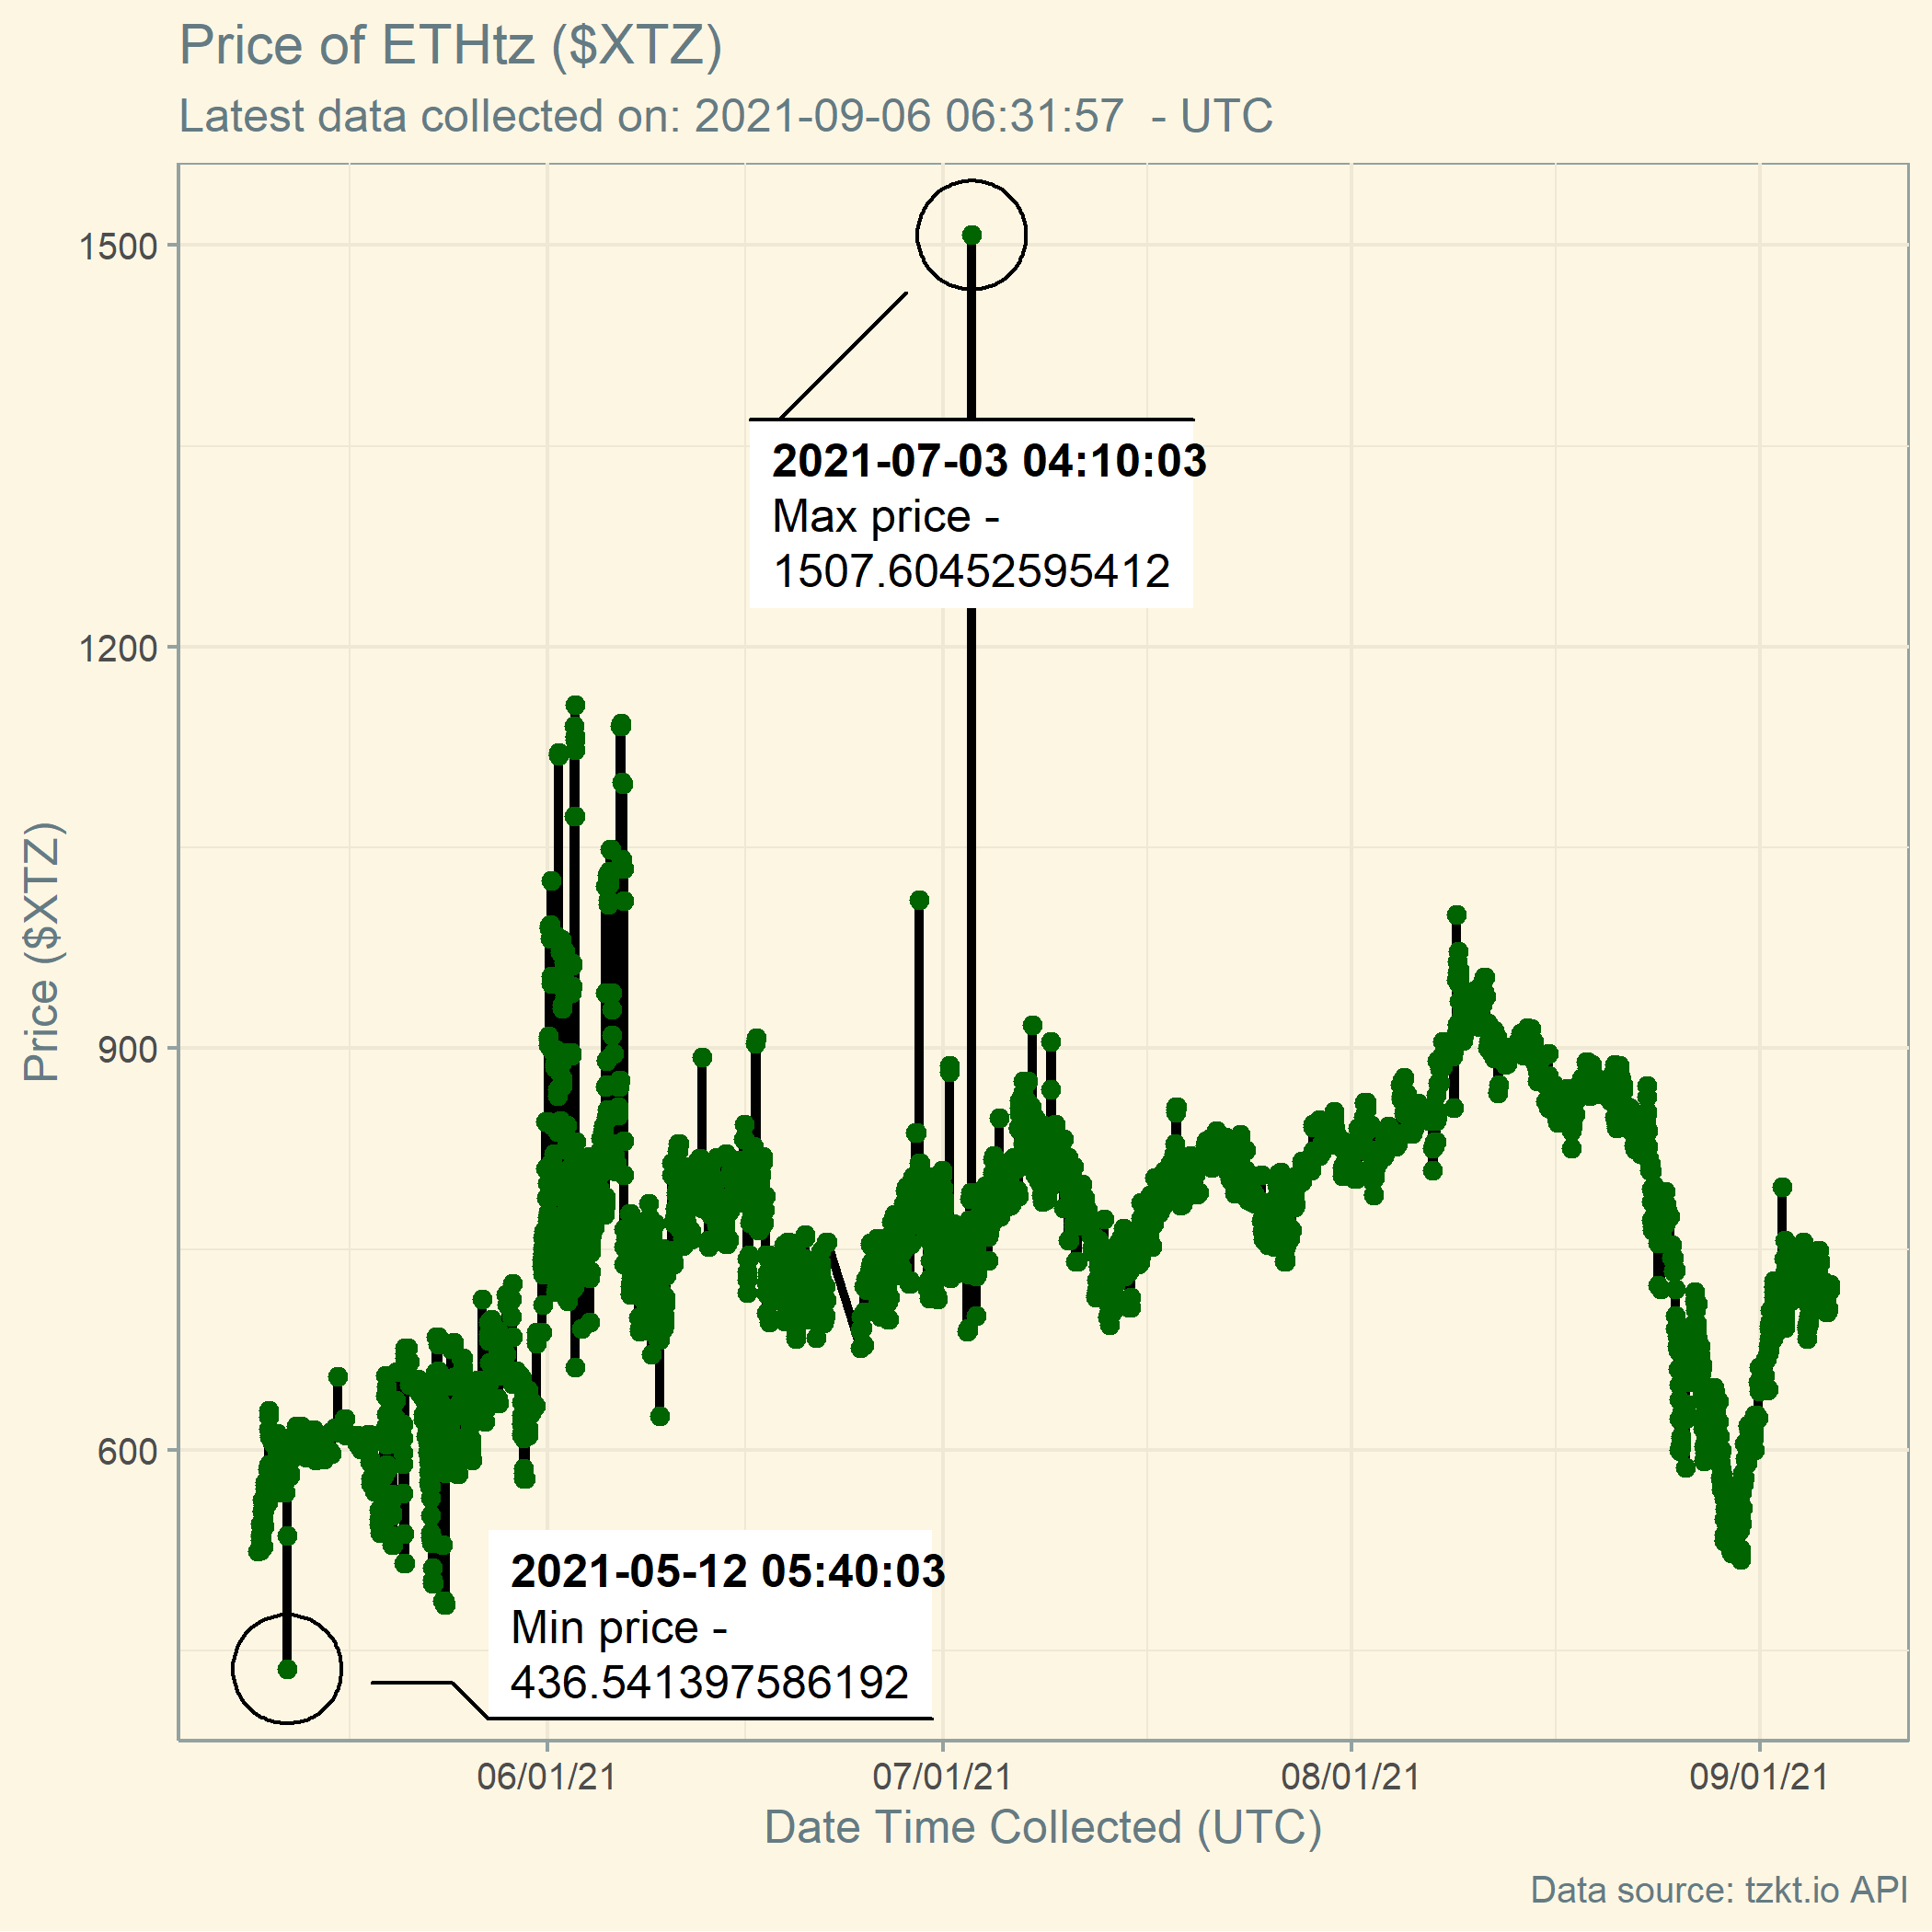 Price of ETHtz ($XTZ)
Latest data collected on: 2021-09-06 06:31:57  - UTC
1500
1200
900
600
Price ($XTZ)
2021-07-03 04:10:03
Max price -
1507.60452595412
2021-05-12 05:40:03
Min price -
436.541397586192
06/01/21
07/01/21
08/01/21
09/01/21
Date Time Collected (UTC)
Data source: tzkt.io API